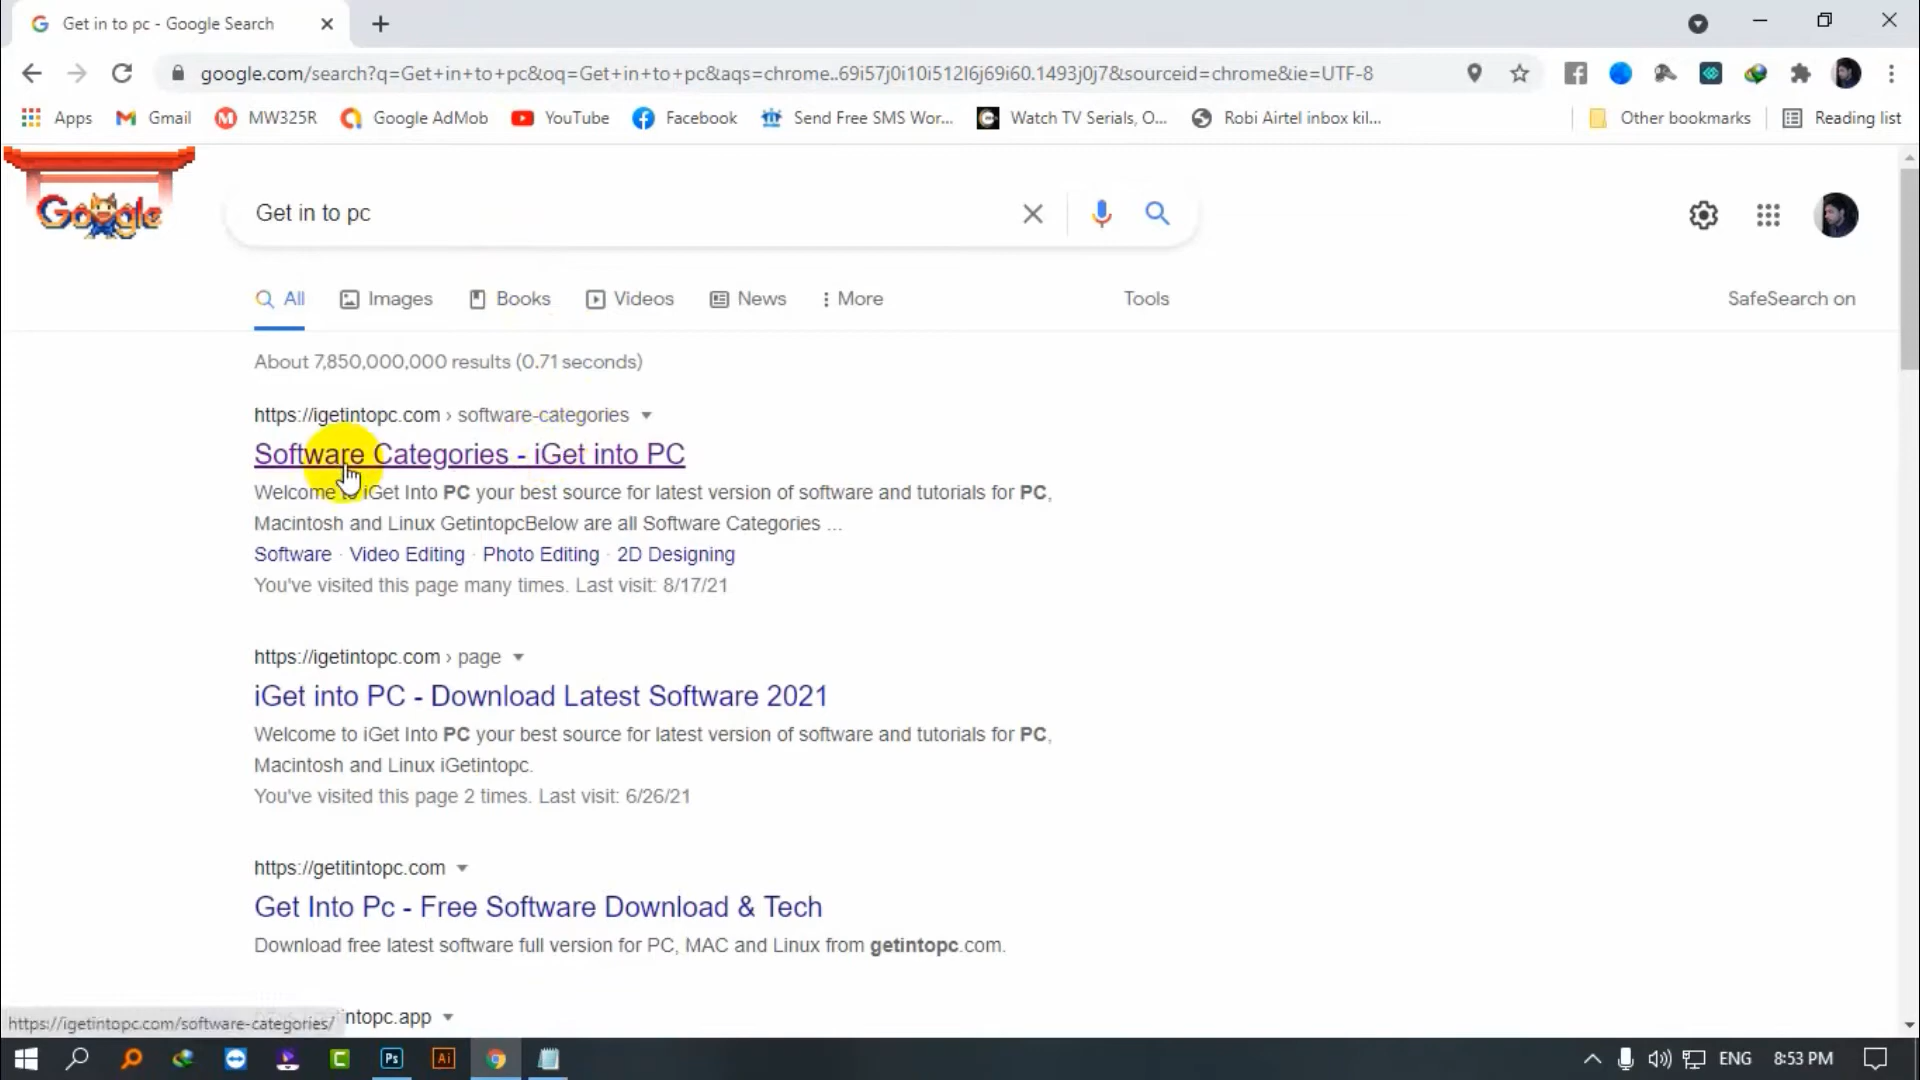 Get in to pc - Google Search
google.com/search?q=Get+in+to+pc&oq=Get+in+to+pc&aqs=chrome..69i57j0i10i512l6j69i60.1493j0j7&sourceid=chrome&ie=UTF-8
Apps Gmail MW325R Google AdMob YouTube Facebook Send Free SMS Wor... Watch TV Serials, O... Robi Airtel inbox kil... Other bookmarks Reading list
Google
Get in to pc
All Images Books Videos News More Tools SafeSearch on
About 7,850,000,000 results (0.71 seconds)
https://igetintopc.com › software-categories
Software Categories - iGet into PC
Welcome to iGet Into PC your best source for latest version of software and tutorials for PC,
Macintosh and Linux GetintopcBelow are all Software Categories ...
Software · Video Editing · Photo Editing · 2D Designing
You've visited this page many times. Last visit: 8/17/21
https://igetintopc.com › page
iGet into PC - Download Latest Software 2021
Welcome to iGet Into PC your best source for latest version of software and tutorials for PC,
Macintosh and Linux iGetintopc.
You've visited this page 2 times. Last visit: 6/26/21
https://getitintopc.com
Get Into Pc - Free Software Download & Tech
Download free latest software full version for PC, MAC and Linux from getintopc.com.
ntopc.app
https://igetintopc.com/software-categories/
Ps Ai ENG 8:53 PM